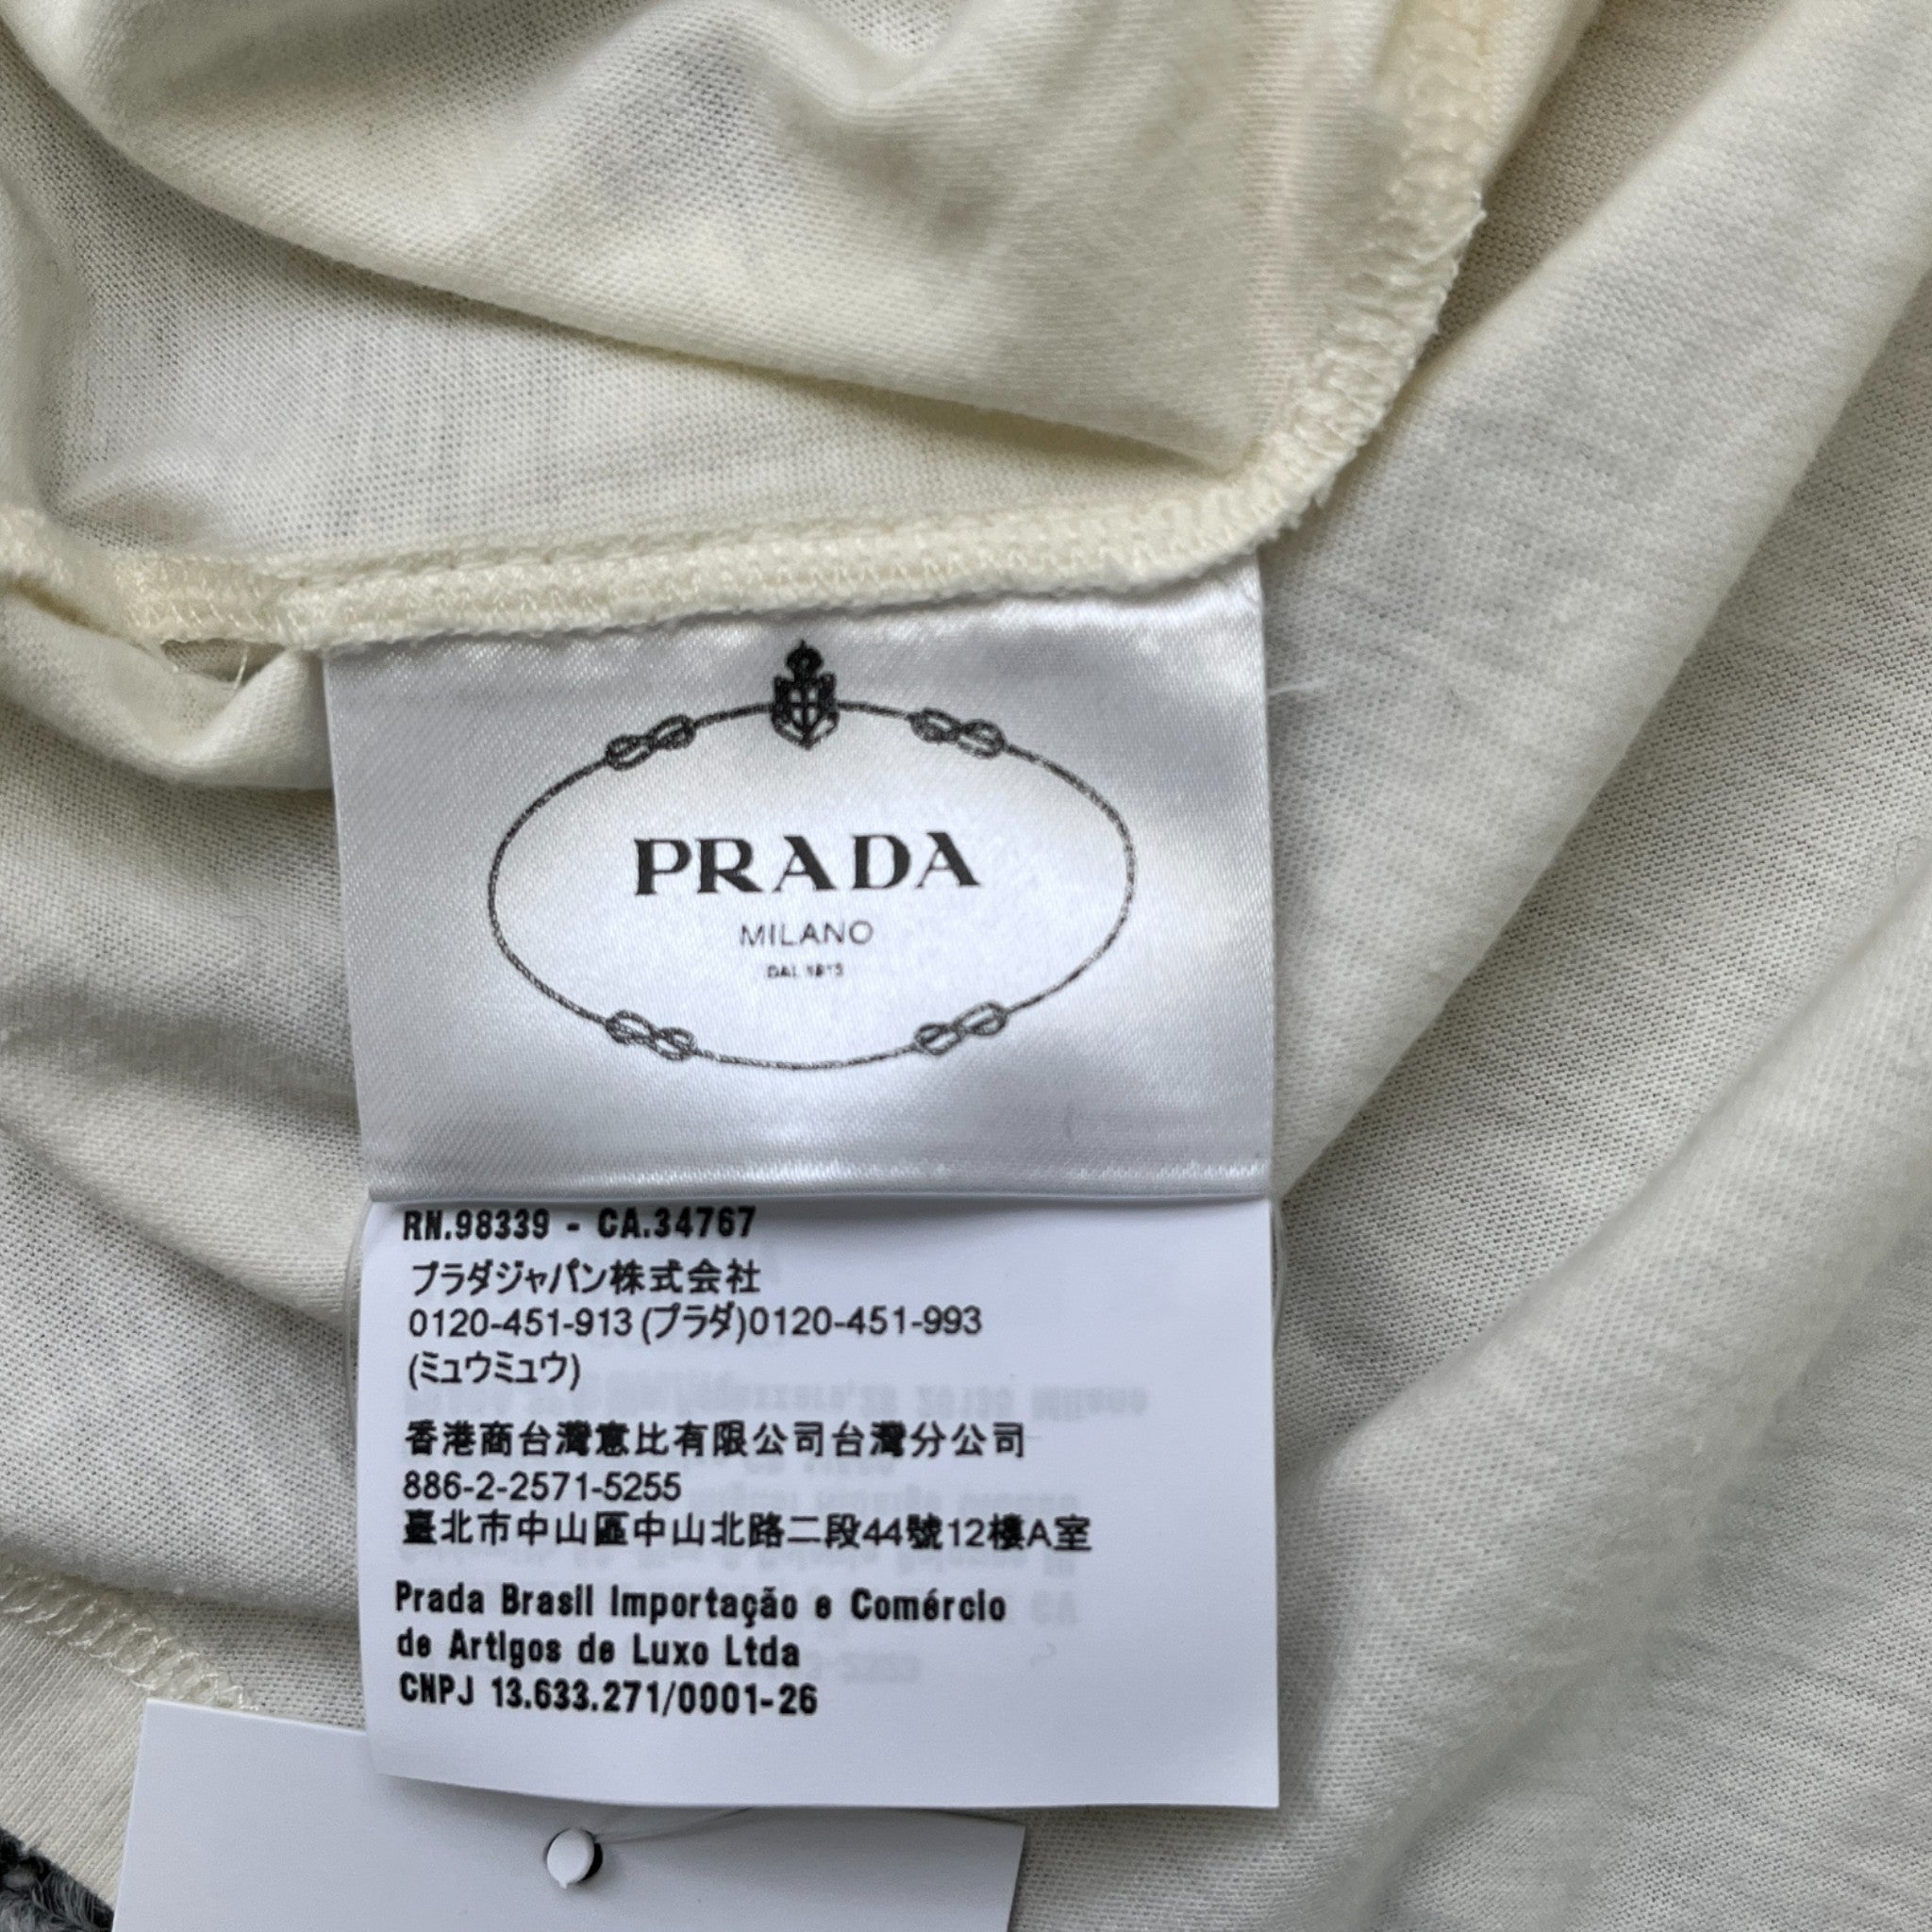 PRADA
MILANO
DAL 1913
RN.98339 - CA.34767
プラダジャパン株式会社
0120-451-913 (プラダ)0120-451-993
(ミュウミュウ)
香港商台灣意比有限公司台灣分公司
886-2-2571-5255
臺北市中山區中山北路二段44號12樓A室
Prada Brasil Importação e Comércio
de Artigos de Luxo Ltda
CNPJ 13.633.271/0001-26